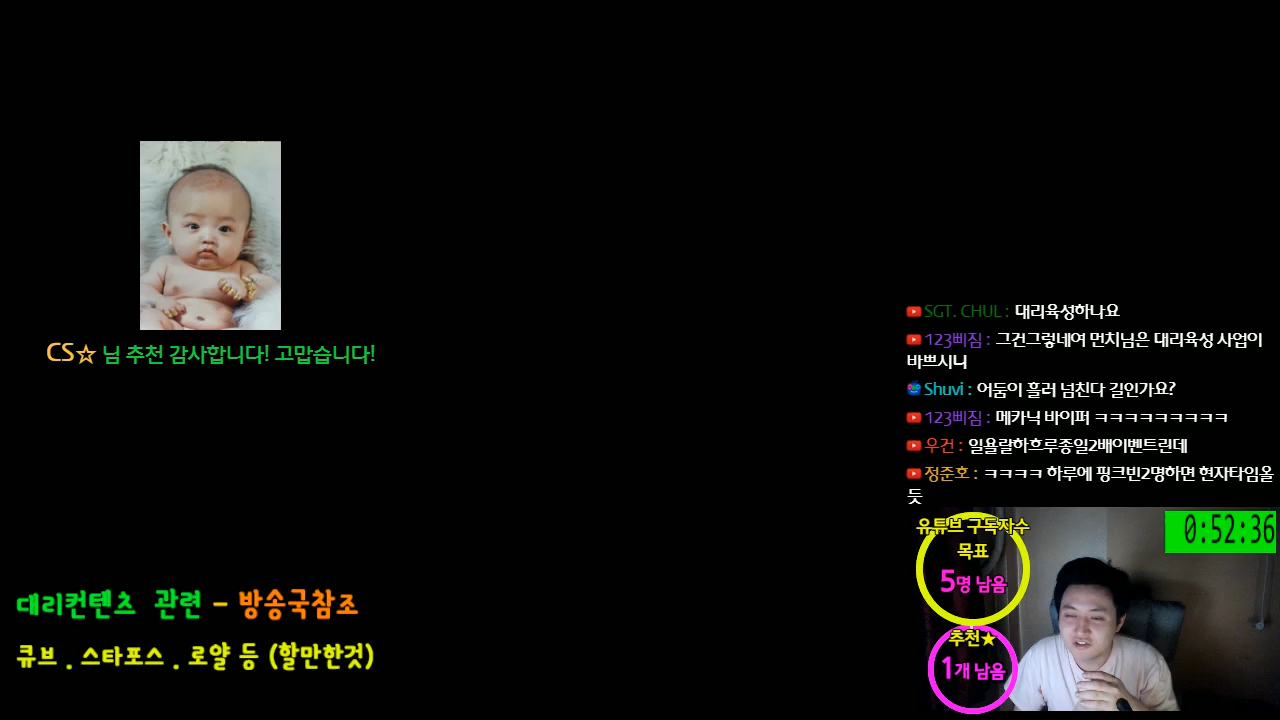 CS☆ 님 추천 감사합니다! 고맙습니다!
대리컨텐츠 관련 - 방송국참조
큐브 . 스타포스 . 로얄 등 (할만한것)
SGT. CHUL : 대리육성하나요
123삐짐 : 그건그렇네여 먼치님은 대리육성 사업이
바쁘시니
Shuvi : 어둠이 흘러 넘친다 길인가요?
123삐짐 : 메카닉 바이퍼 ㅋㅋㅋㅋㅋㅋㅋㅋㅋ
우건 : 일욜랄하흐루종일2배이벤트린데
정준호 : ㅋㅋㅋㅋ 하루에 핑크빈2명하면 현자타임올
듯
유튜브 구독자수
목표
5명 남음
추천★
1개 남음
0:52:36